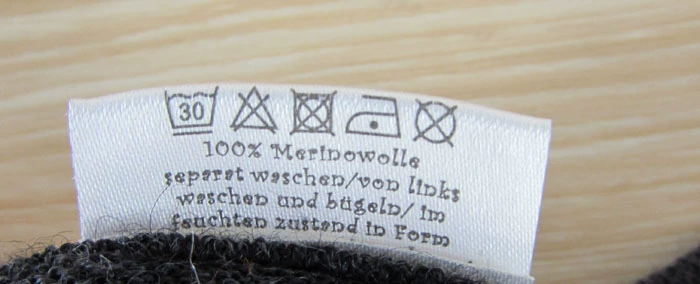 30
100% Merinowolle
separat waschen/von links
waschen und bügeln/ im
feuchten zustand in Form